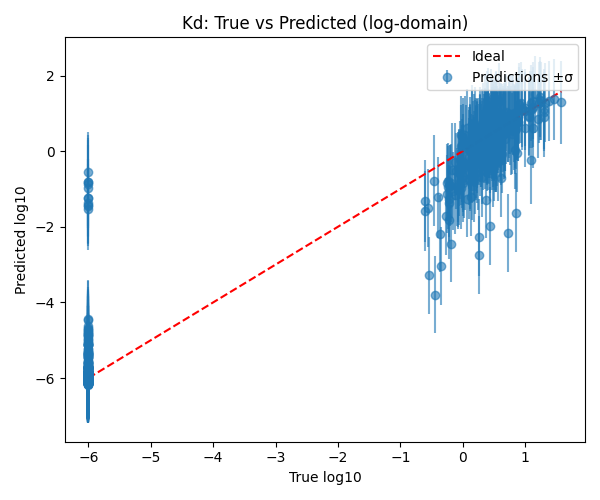 Kd: True vs Predicted (log-domain)
Ideal
Predictions ±σ
Predicted log10
2
0
−2
−4
−6
−6 −5 −4 −3 −2 −1 0 1
True log10